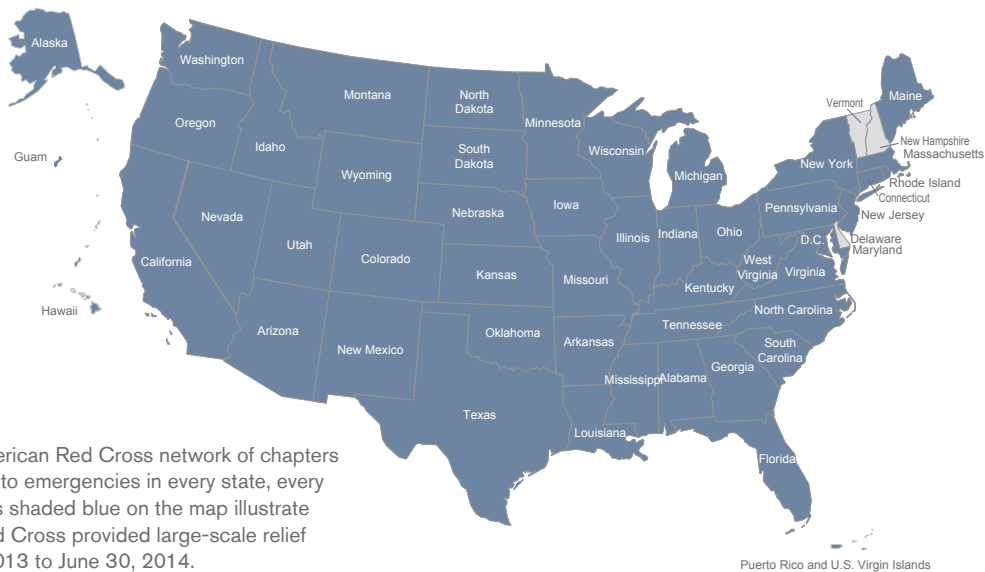 Alaska
Washington
Montana
North
Dakota
Minnesota
Maine
Vermont
Oregon
Idaho
South
Dakota
Wisconsin
New Hampshire
Massachusetts
Guam
Wyoming
Michigan
New York
Rhode Island
Connecticut
Nevada
Nebraska
Iowa
Pennsylvania
New Jersey
Utah
Colorado
Illinois
Indiana
Ohio
D.C.
Delaware
Maryland
California
Kansas
Missouri
West
Virginia
Virginia
Kentucky
Hawaii
Arizona
New Mexico
Oklahoma
Arkansas
Tennessee
North Carolina
South
Carolina
Mississippi
Alabama
Georgia
Texas
Louisiana
Florida
Red Cross network of chapters
to emergencies in every state, every
shaded blue on the map illustrate
Cross provided large-scale relief
to June 30, 2014.
Puerto Rico and U.S. Virgin Islands